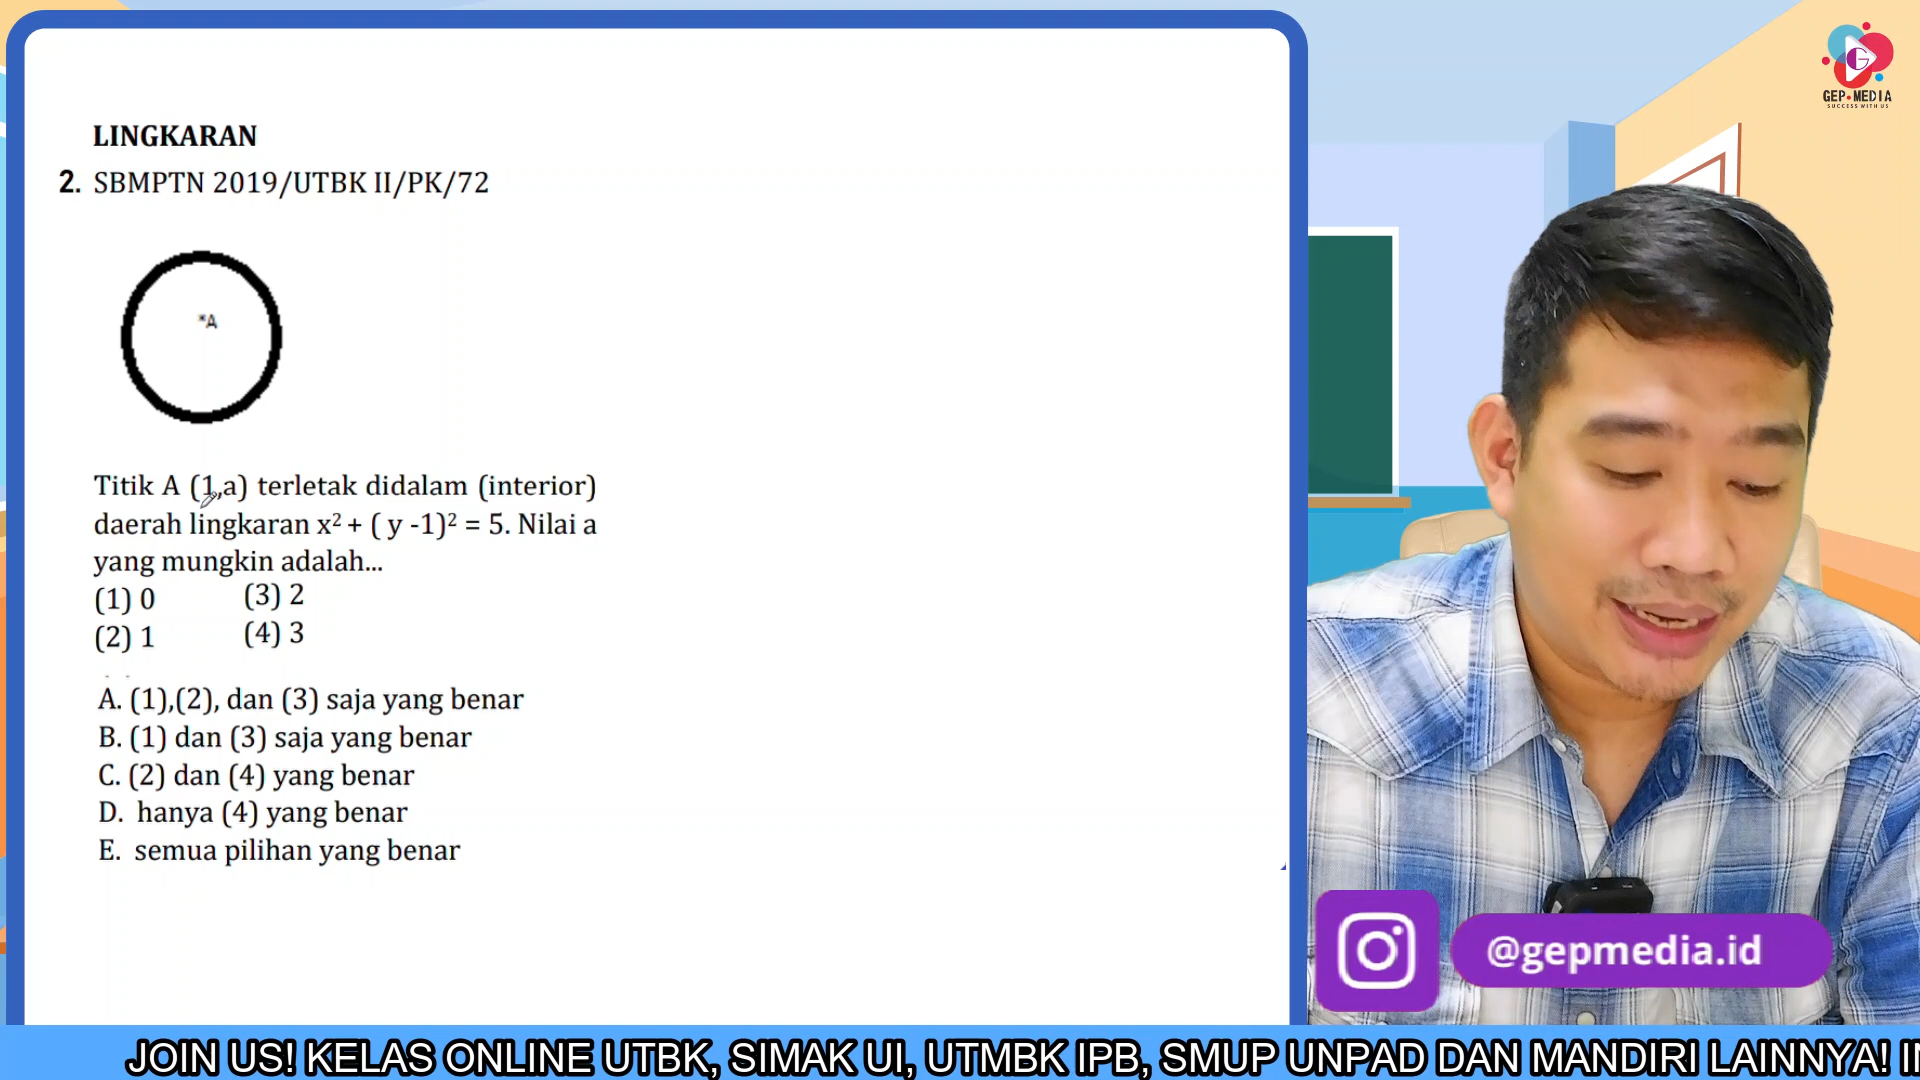 GEP•MEDIA
SUCCESS WITH US
LINGKARAN
2. SBMPTN 2019/UTBK II/PK/72
*A
Titik A (1,a) terletak didalam (interior)
daerah lingkaran x² + ( y -1)² = 5. Nilai a
yang mungkin adalah...
(1) 0 (3) 2
(2) 1 (4) 3
A. (1),(2), dan (3) saja yang benar
B. (1) dan (3) saja yang benar
C. (2) dan (4) yang benar
D. hanya (4) yang benar
E. semua pilihan yang benar
@gepmedia.id
JOIN US! KELAS ONLINE UTBK, SIMAK UI, UTMBK IPB, SMUP UNPAD DAN MANDIRI LAINNYA!